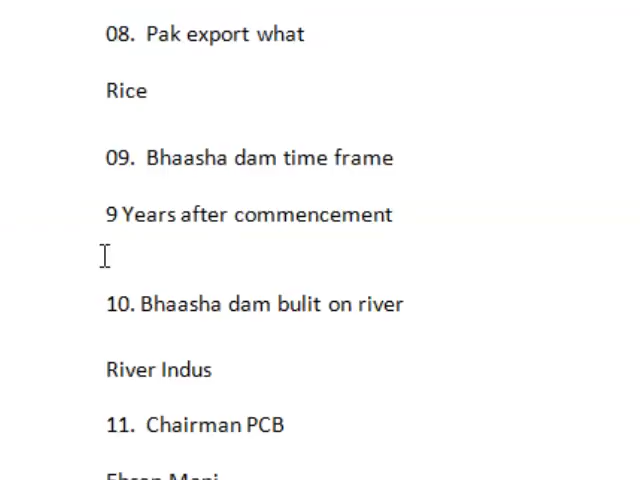 08. Pak export what
Rice
09. Bhaasha dam time frame
9 Years after commencement
10. Bhaasha dam bulit on river
River Indus
11. Chairman PCB